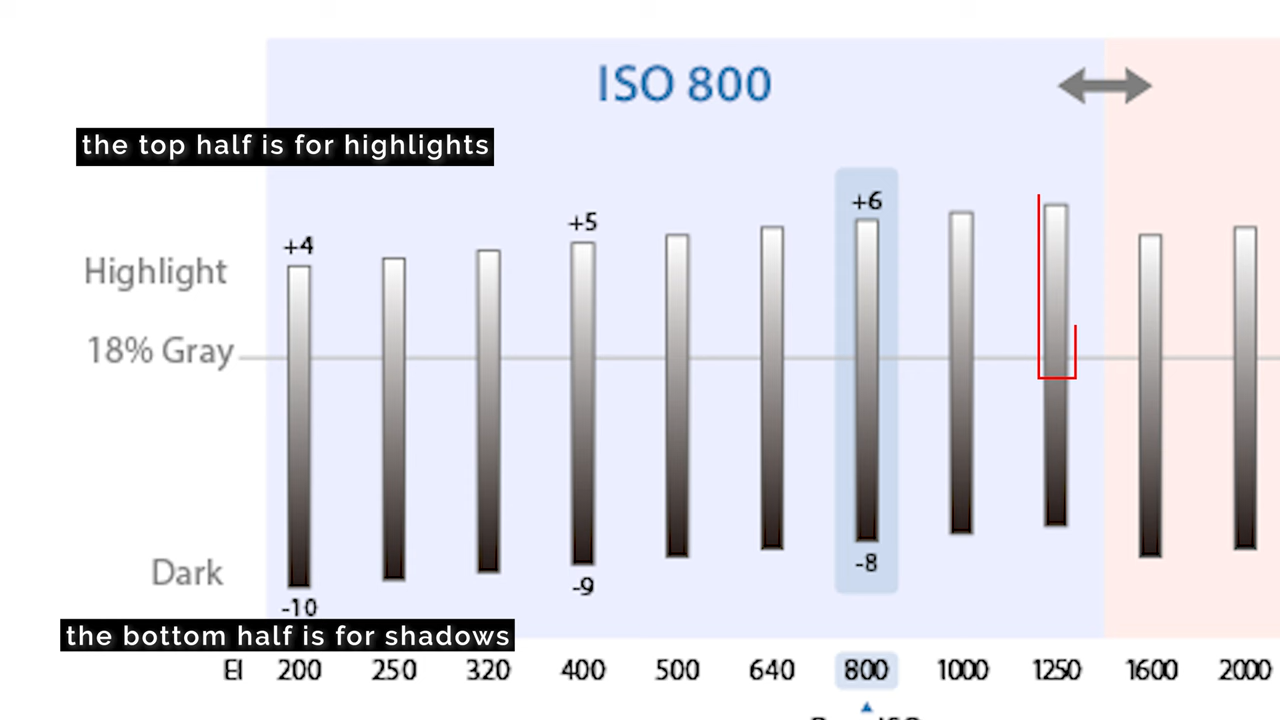 ISO 800
the top half is for highlights
+4
+5
+6
Highlight
18% Gray
Dark
-10
-9
-8
the bottom half is for shadows
EI 200 250 320 400 500 640 800 1000 1250 1600 2000